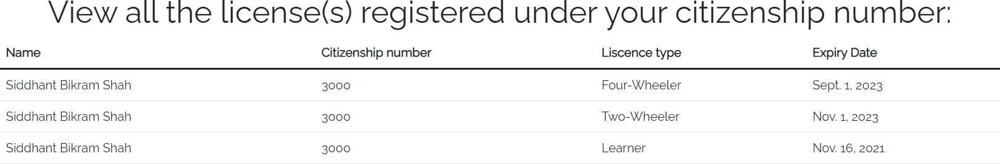 View all the license(s) registered under your citizenship number:
Name Citizenship number Liscence type Expiry Date
Siddhant Bikram Shah 3000 Four-Wheeler Sept. 1, 2023
Siddhant Bikram Shah 3000 Two-Wheeler Nov. 1, 2023
Siddhant Bikram Shah 3000 Learner Nov. 16, 2021